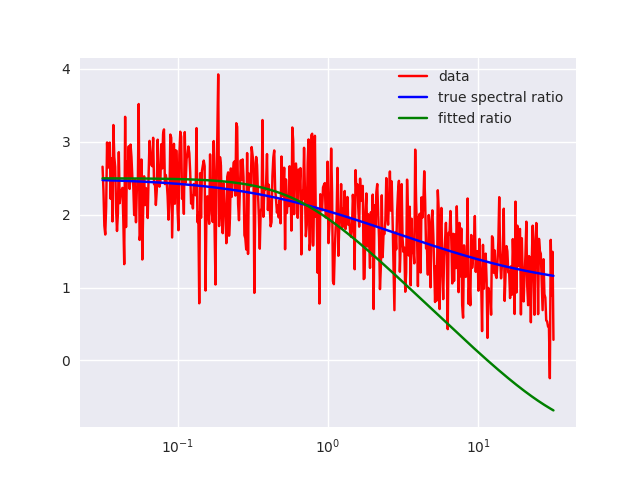 4
data
true spectral ratio
fitted ratio
3
2
1
0
10⁻¹
10⁰
10¹